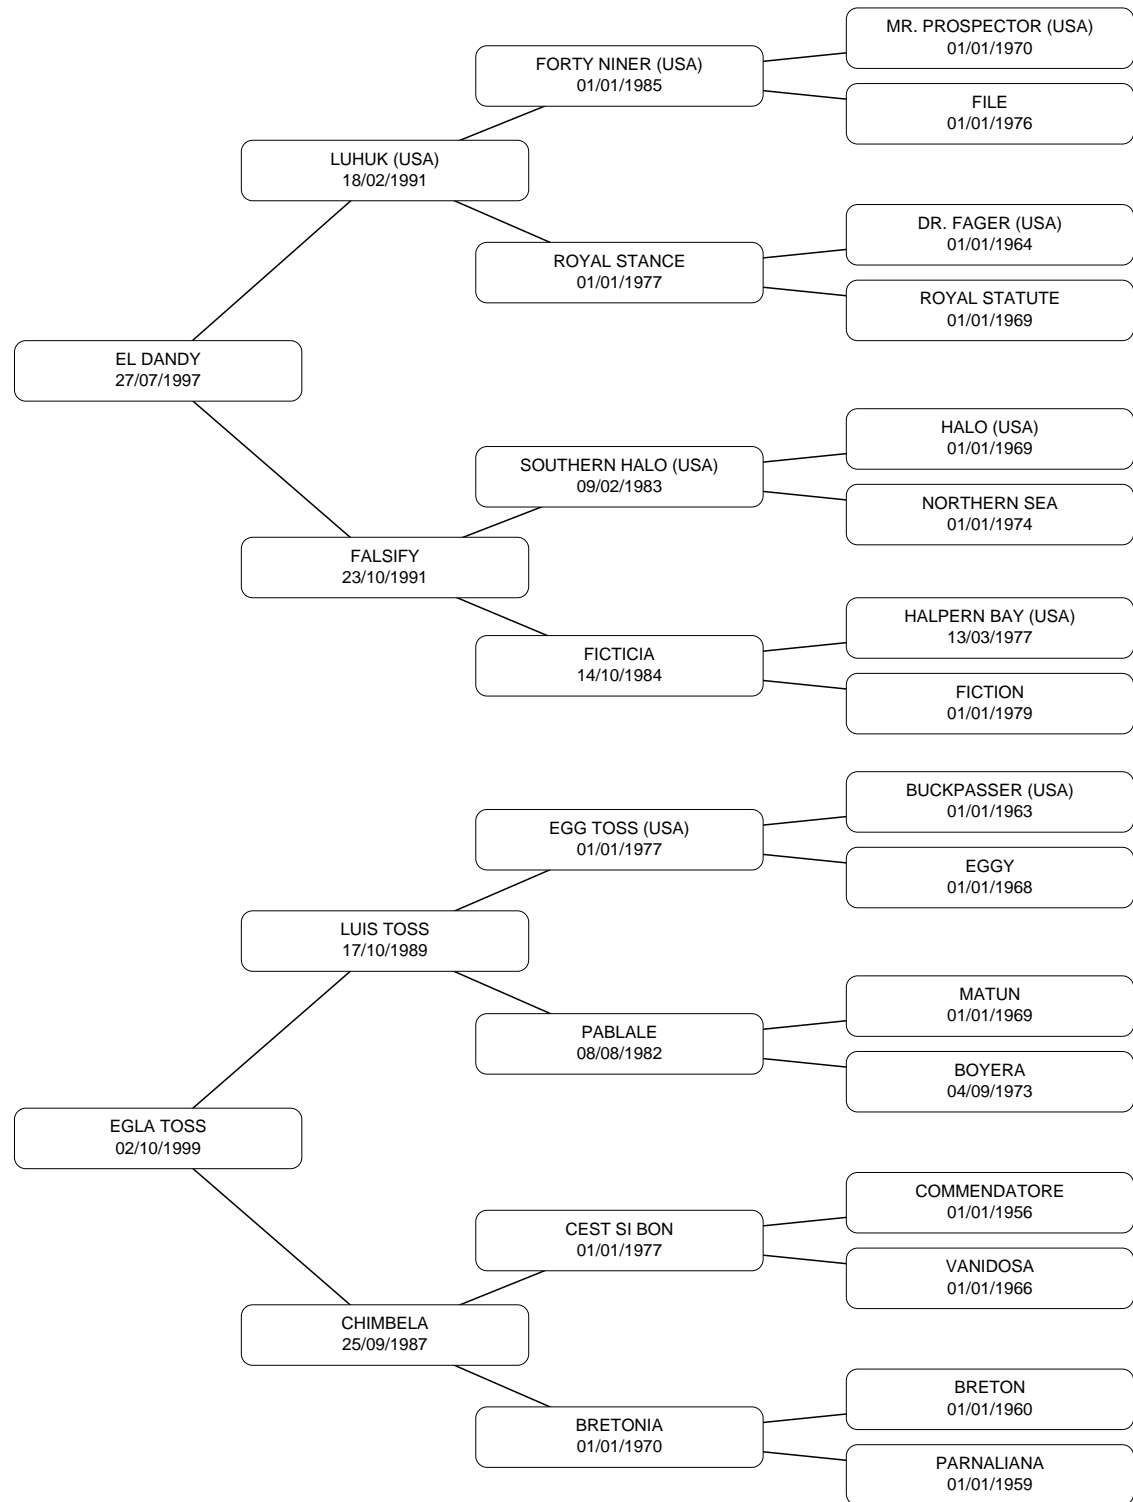 MR. PROSPECTOR (USA)
01/01/1970
FORTY NINER (USA)
01/01/1985
FILE
01/01/1976
LUHUK (USA)
18/02/1991
DR. FAGER (USA)
01/01/1964
ROYAL STANCE
01/01/1977
ROYAL STATUTE
01/01/1969
EL DANDY
27/07/1997
HALO (USA)
01/01/1969
SOUTHERN HALO (USA)
09/02/1983
NORTHERN SEA
01/01/1974
FALSIFY
23/10/1991
HALPERN BAY (USA)
13/03/1977
FICTICIA
14/10/1984
FICTION
01/01/1979
BUCKPASSER (USA)
01/01/1963
EGG TOSS (USA)
01/01/1977
EGGY
01/01/1968
LUIS TOSS
17/10/1989
MATUN
01/01/1969
PABLALE
08/08/1982
BOYERA
04/09/1973
EGLA TOSS
02/10/1999
COMMENDATORE
01/01/1956
CEST SI BON
01/01/1977
VANIDOSA
01/01/1966
CHIMBELA
25/09/1987
BRETON
01/01/1960
BRETONIA
01/01/1970
PARNALIANA
01/01/1959